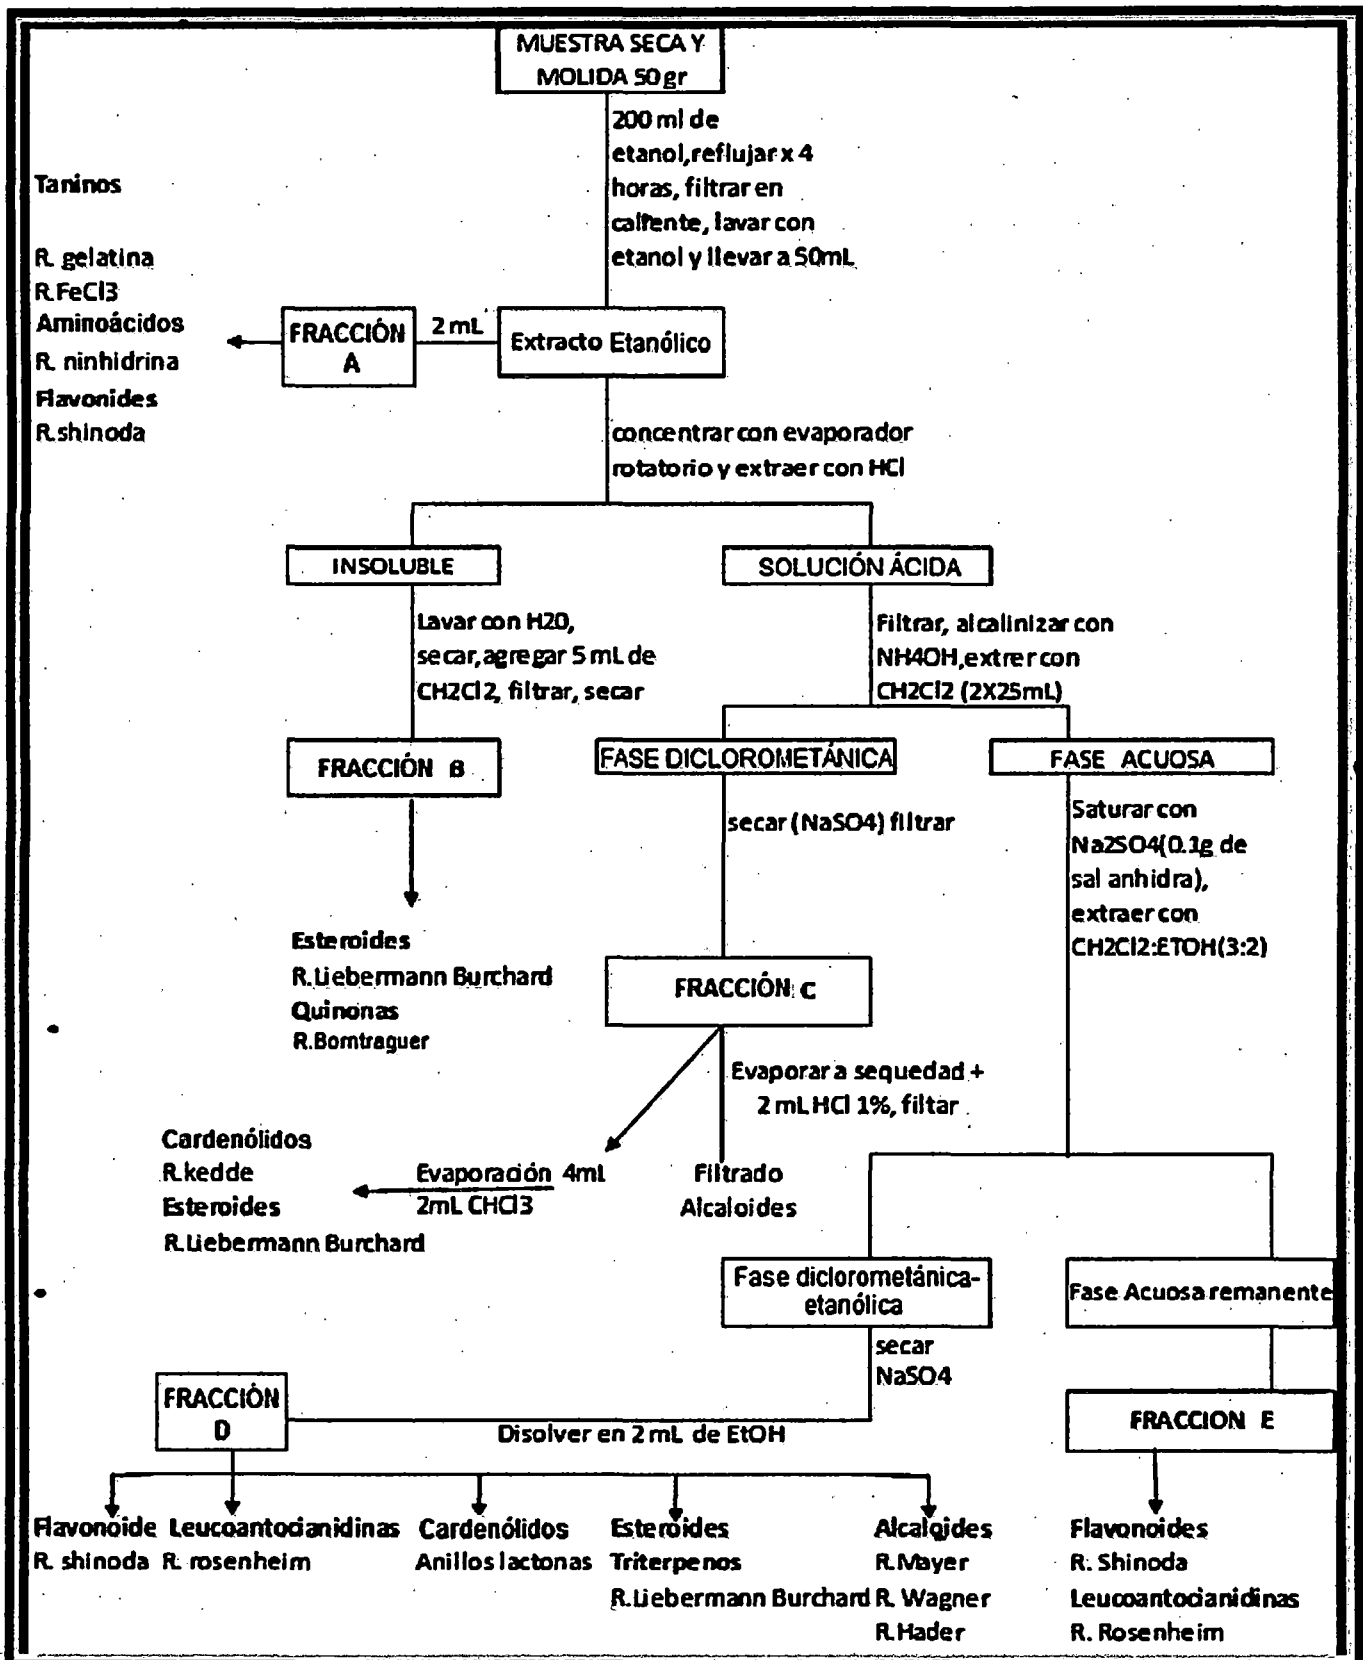 MUESTRA SECA Y
MOLIDA 50 gr
200 ml de
etanol,reflujar x 4
horas, filtrar en
caliente, lavar con
etanol y llevar a 50mL
Taninos
R. gelatina
R.FeCl3
Aminoácidos
R. ninhidrina
Flavonides
R.shinoda
FRACCIÓN
A
2 mL
Extracto Etanólico
concentrar con evaporador
rotatorio y extraer con HCl
INSOLUBLE
SOLUCIÓN ÁCIDA
Lavar con H2O,
secar,agregar 5 mL de
CH2Cl2, filtrar, secar
Filtrar, alcalinizar con
NH4OH,extrer con
CH2Cl2 (2X25mL)
FRACCIÓN B
FASE DICLOROMETÁNICA
FASE ACUOSA
secar (NaSO4) filtrar
Saturar con
Na2SO4(0.1g de
sal anhidra),
extraer con
CH2Cl2:ETOH(3:2)
Esteroides
R.Liebermann Burchard
Quinonas
R.Borntraguer
FRACCIÓN C
Evaporar a sequedad +
2 mL HCl 1%, filtar
Cardenólidos
R.kedde
Esteroides
R.Liebermann Burchard
Evaporación 4mL
2mL CHCl3
Filtrado
Alcaloides
Fase diclorometánica-
etanólica
Fase Acuosa remanente
secar
NaSO4
FRACCIÓN
D
Disolver en 2 mL de EtOH
FRACCION E
Flavonoide
R. shinoda
Leucoantocianidinas
R. rosenheim
Cardenólidos
Anillos lactonas
Esteroides
Triterpenos
R.Liebermann Burchard
Alcaloides
R.Mayer
R. Wagner
R.Hader
Flavonoides
R. Shinoda
Leucoantocianidinas
R. Rosenheim